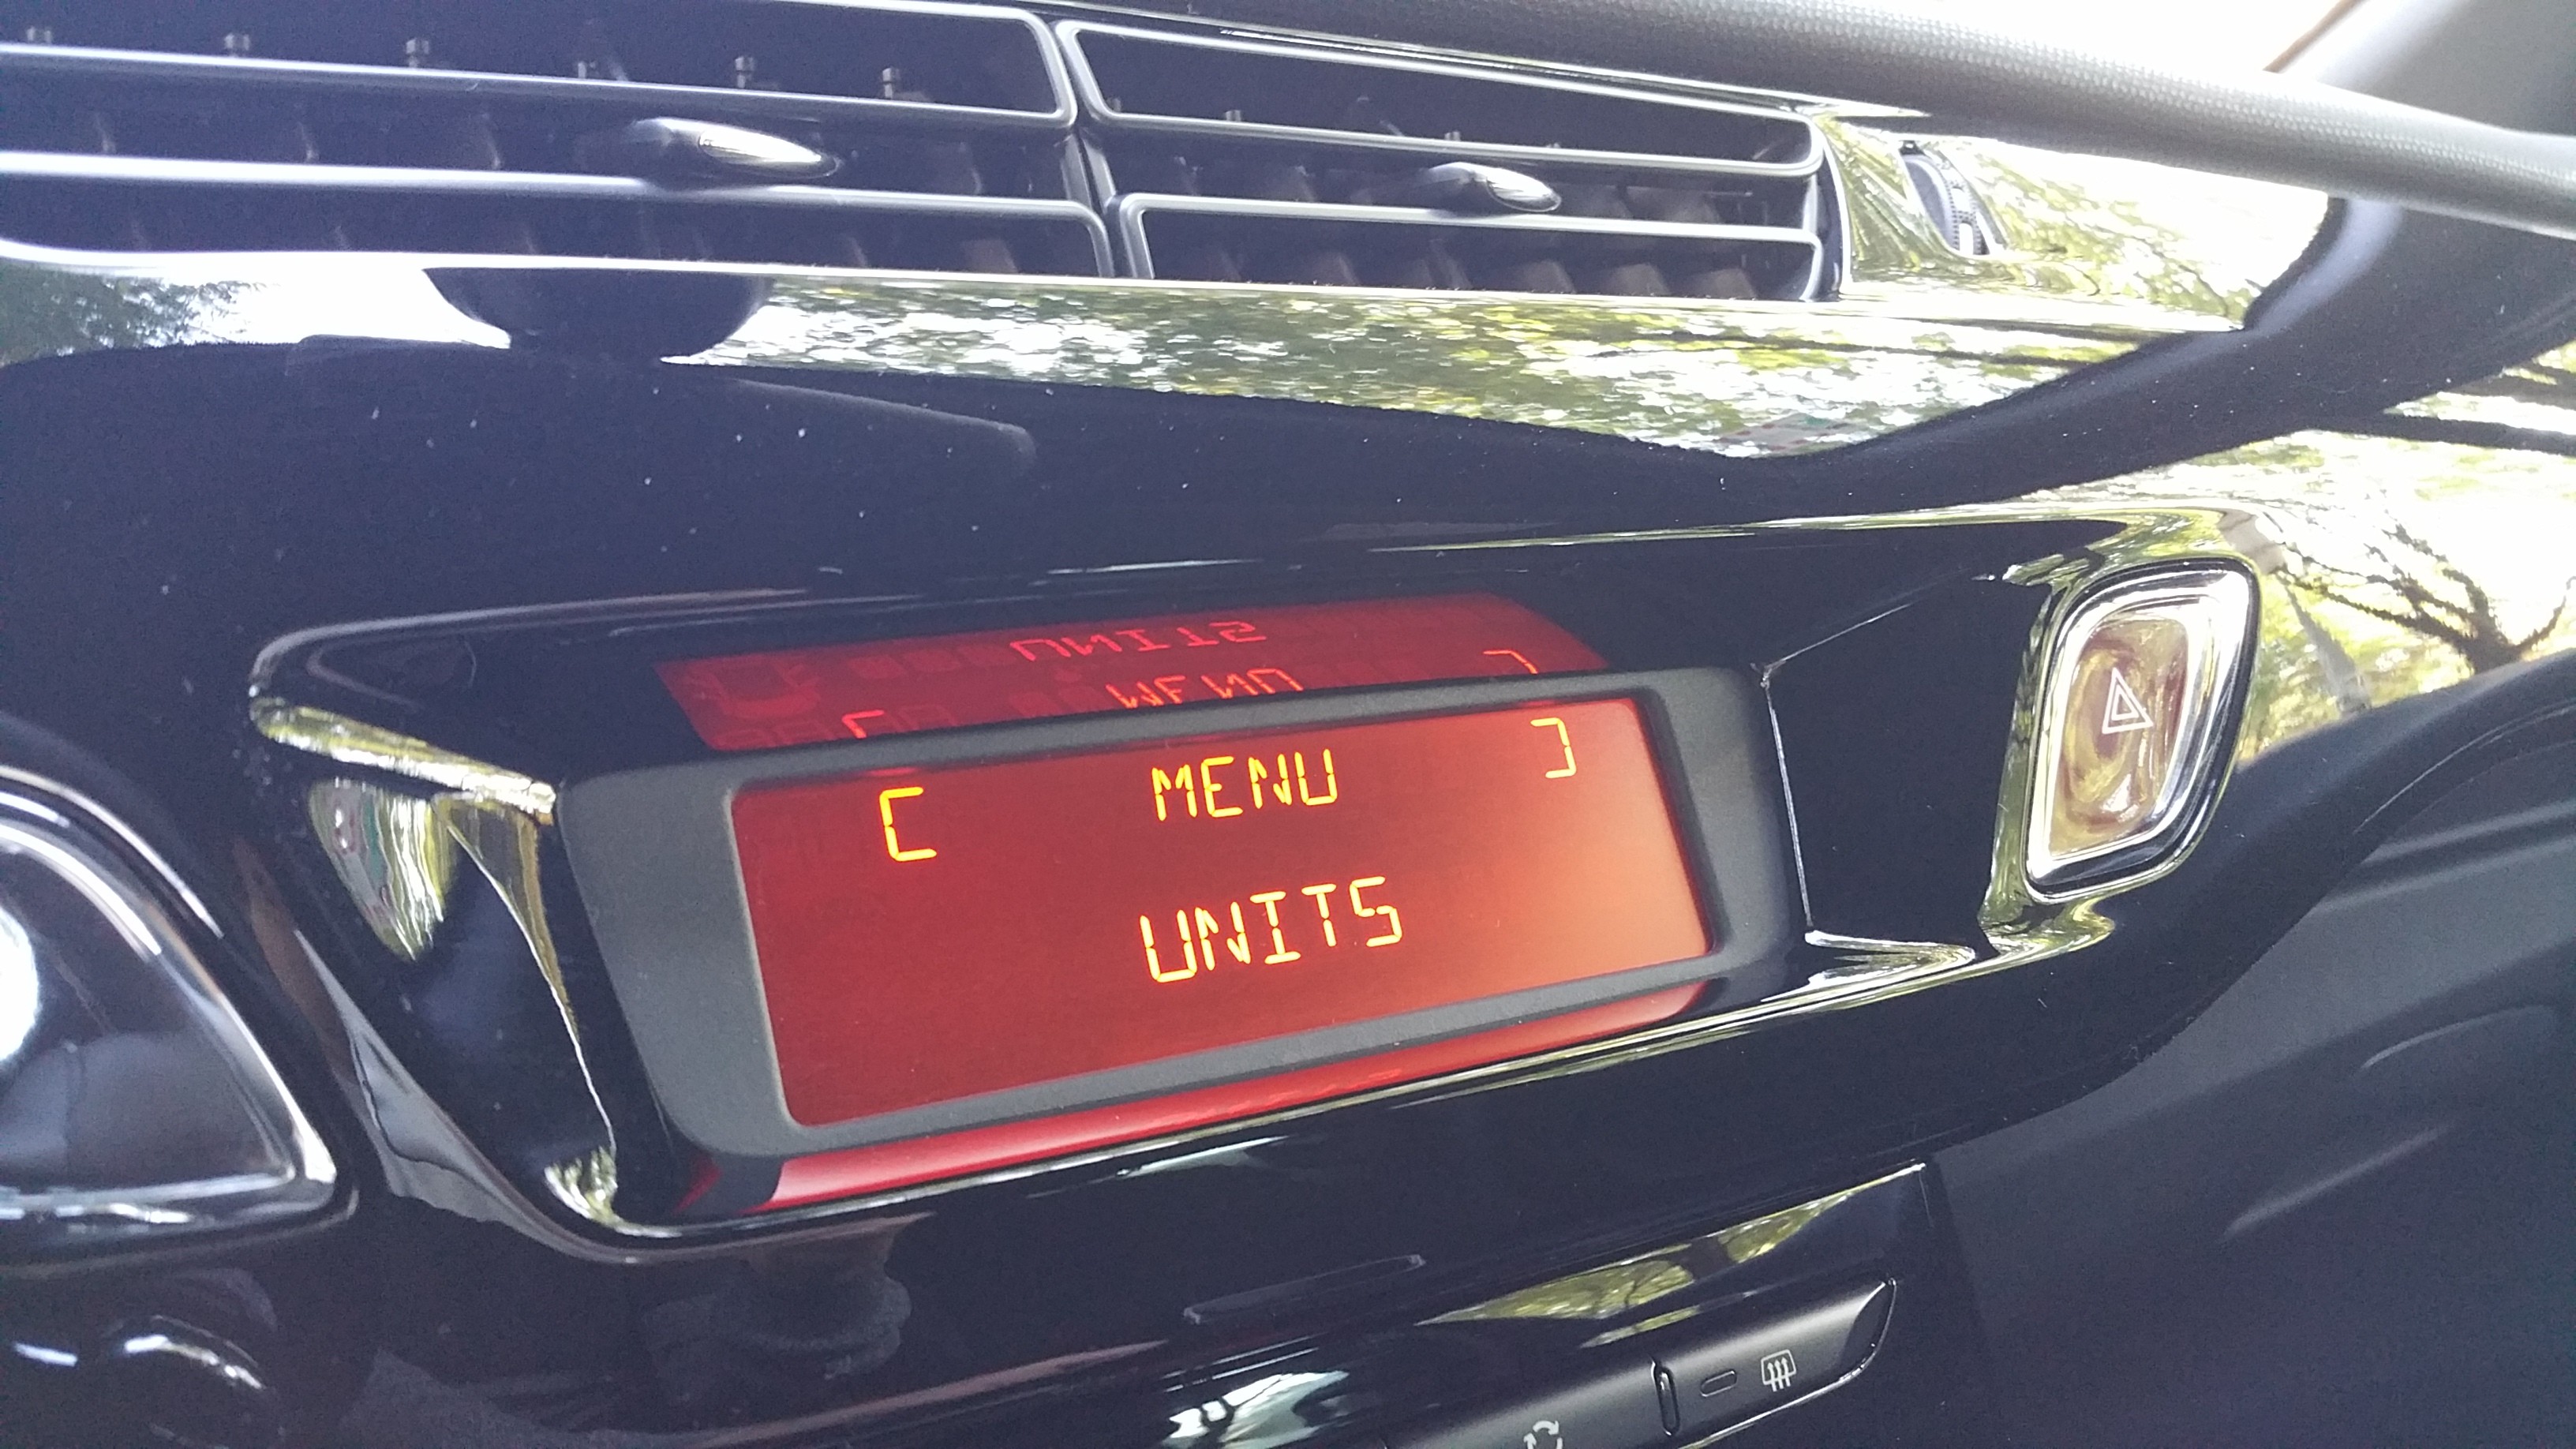 [ MENU ]
UNITS